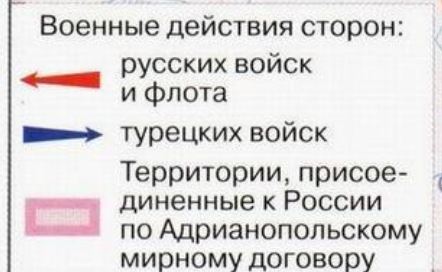 Военные действия сторон:
русских войск
и флота
турецких войск
Территории, присое-
диненные к России
по Адрианопольскому
мирному договору